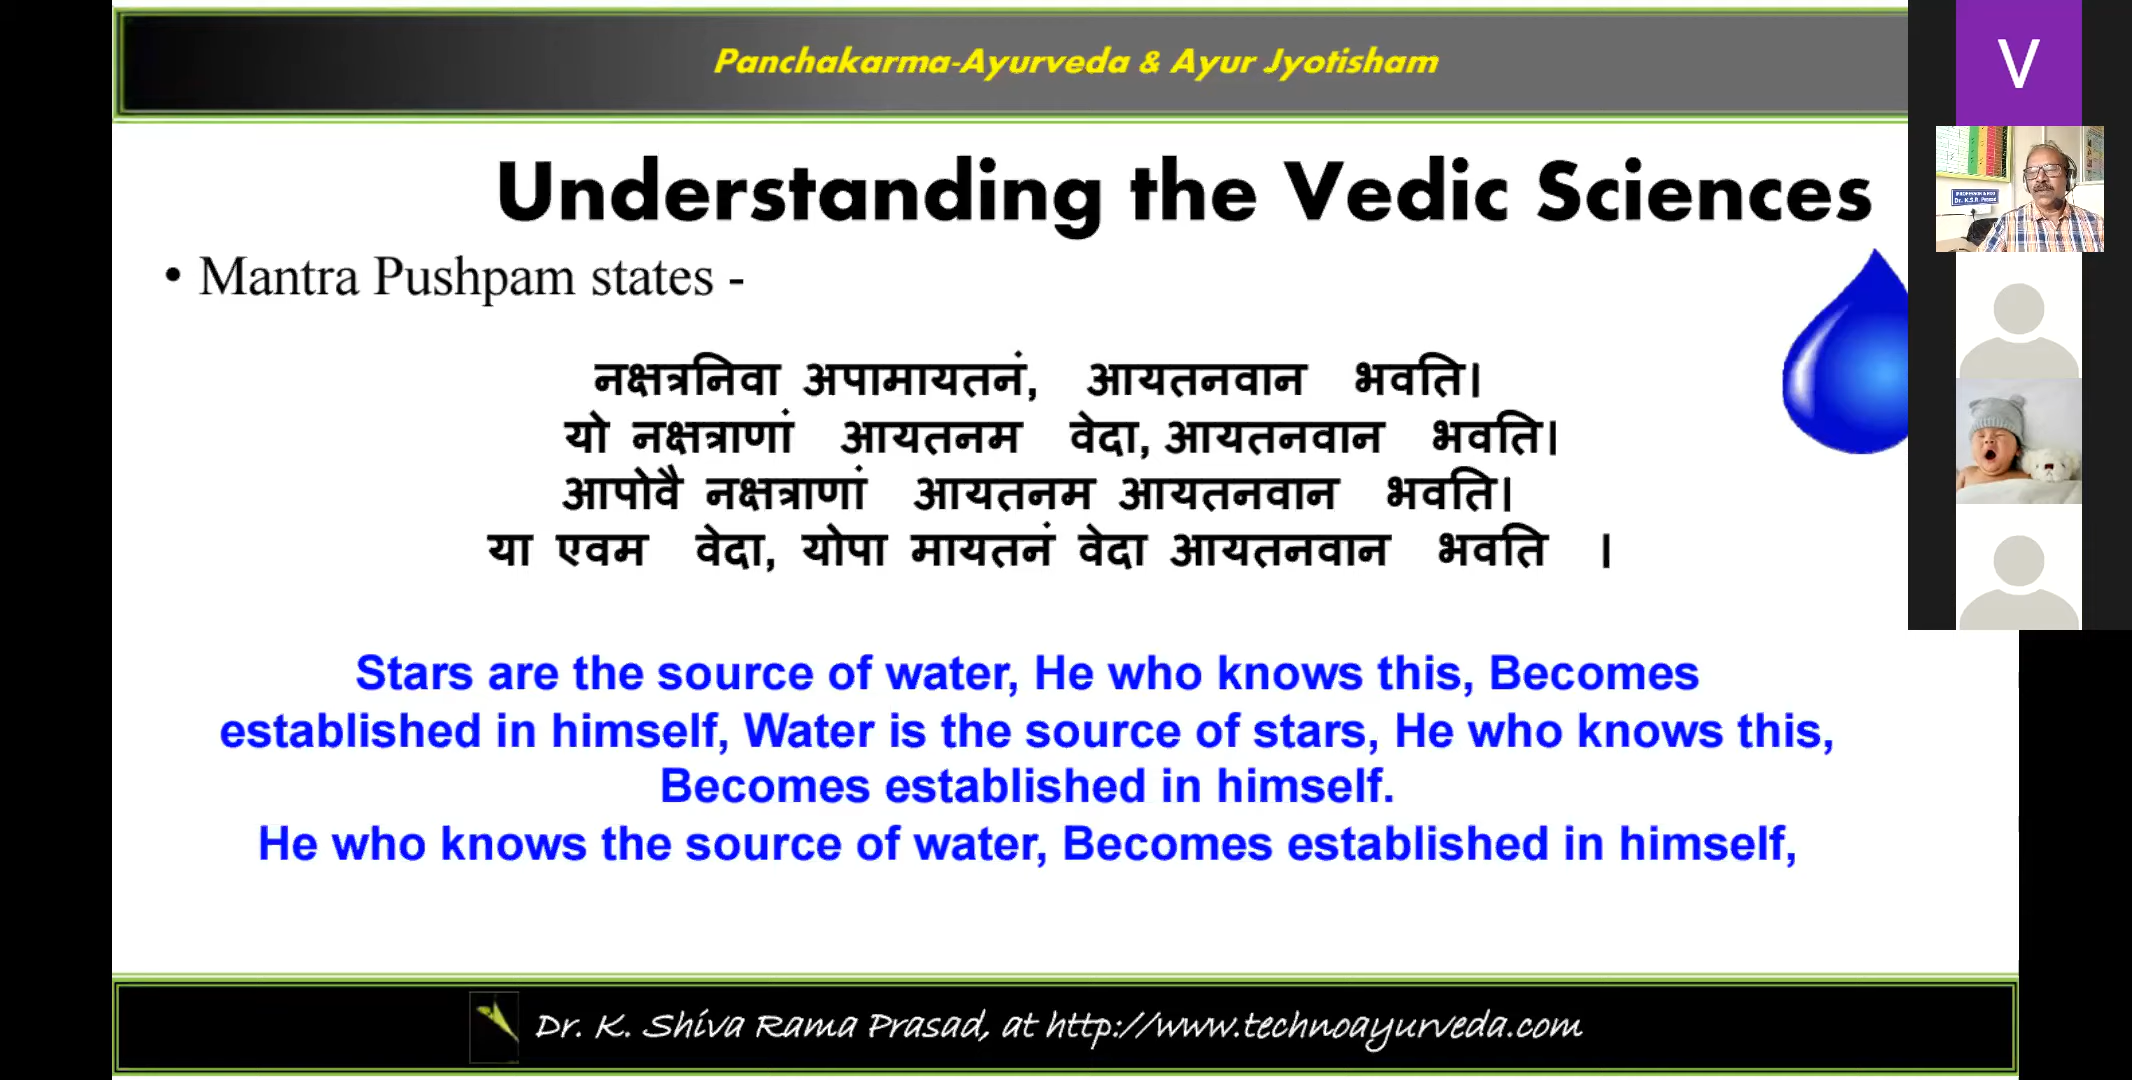 Panchakarma-Ayurveda & Ayur Jyotisham
V
Understanding the Vedic Sciences
• Mantra Pushpam states -
नक्षत्रनिवा अपामायतनं, आयतनवान भवति।
यो नक्षत्राणां आयतनम वेदा, आयतनवान भवति।
आपोवै नक्षत्राणां आयतनम आयतनवान भवति।
या एवम वेदा, योपा मायतनं वेदा आयतनवान भवति ।
Stars are the source of water, He who knows this, Becomes
established in himself, Water is the source of stars, He who knows this,
Becomes established in himself.
He who knows the source of water, Becomes established in himself,
Dr. K. Shiva Rama Prasad, at http://www.technoayurveda.com